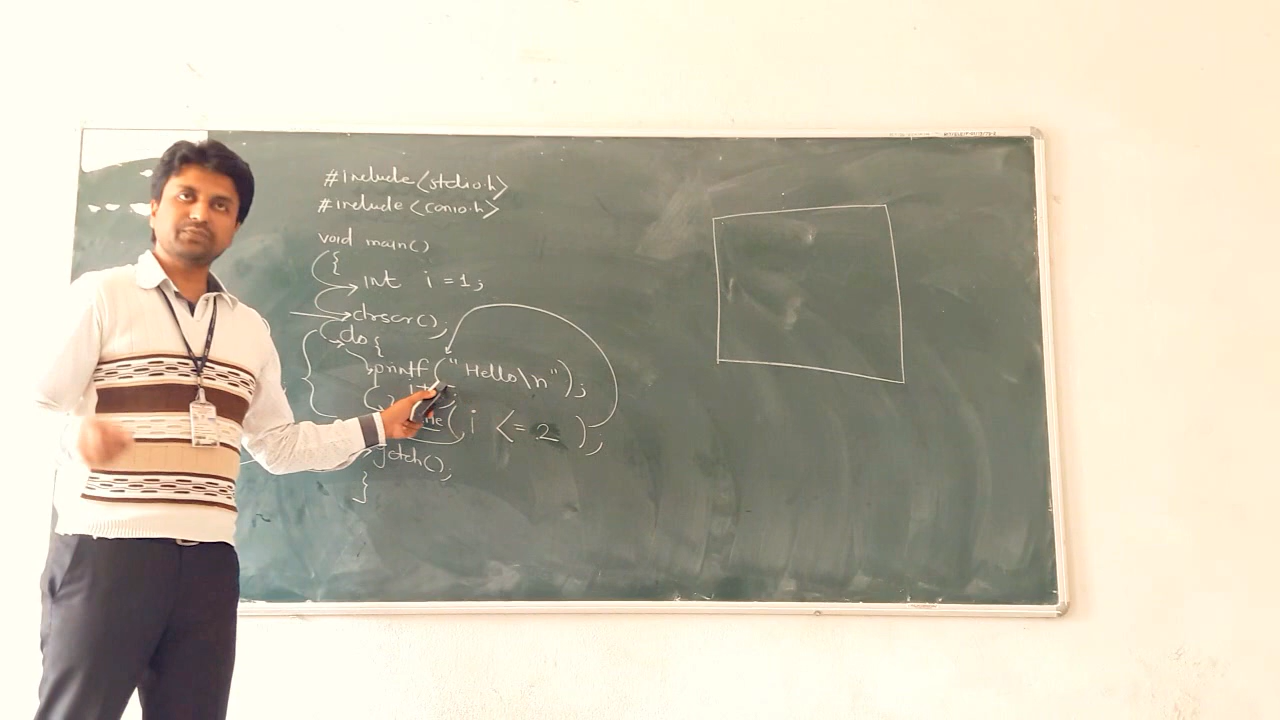 #include<stdio.h>
#include<conio.h>
void main()
{
int i = 1;
clrscr();
do {
printf("Hello\n");
(i <= 2 );
getch();
}